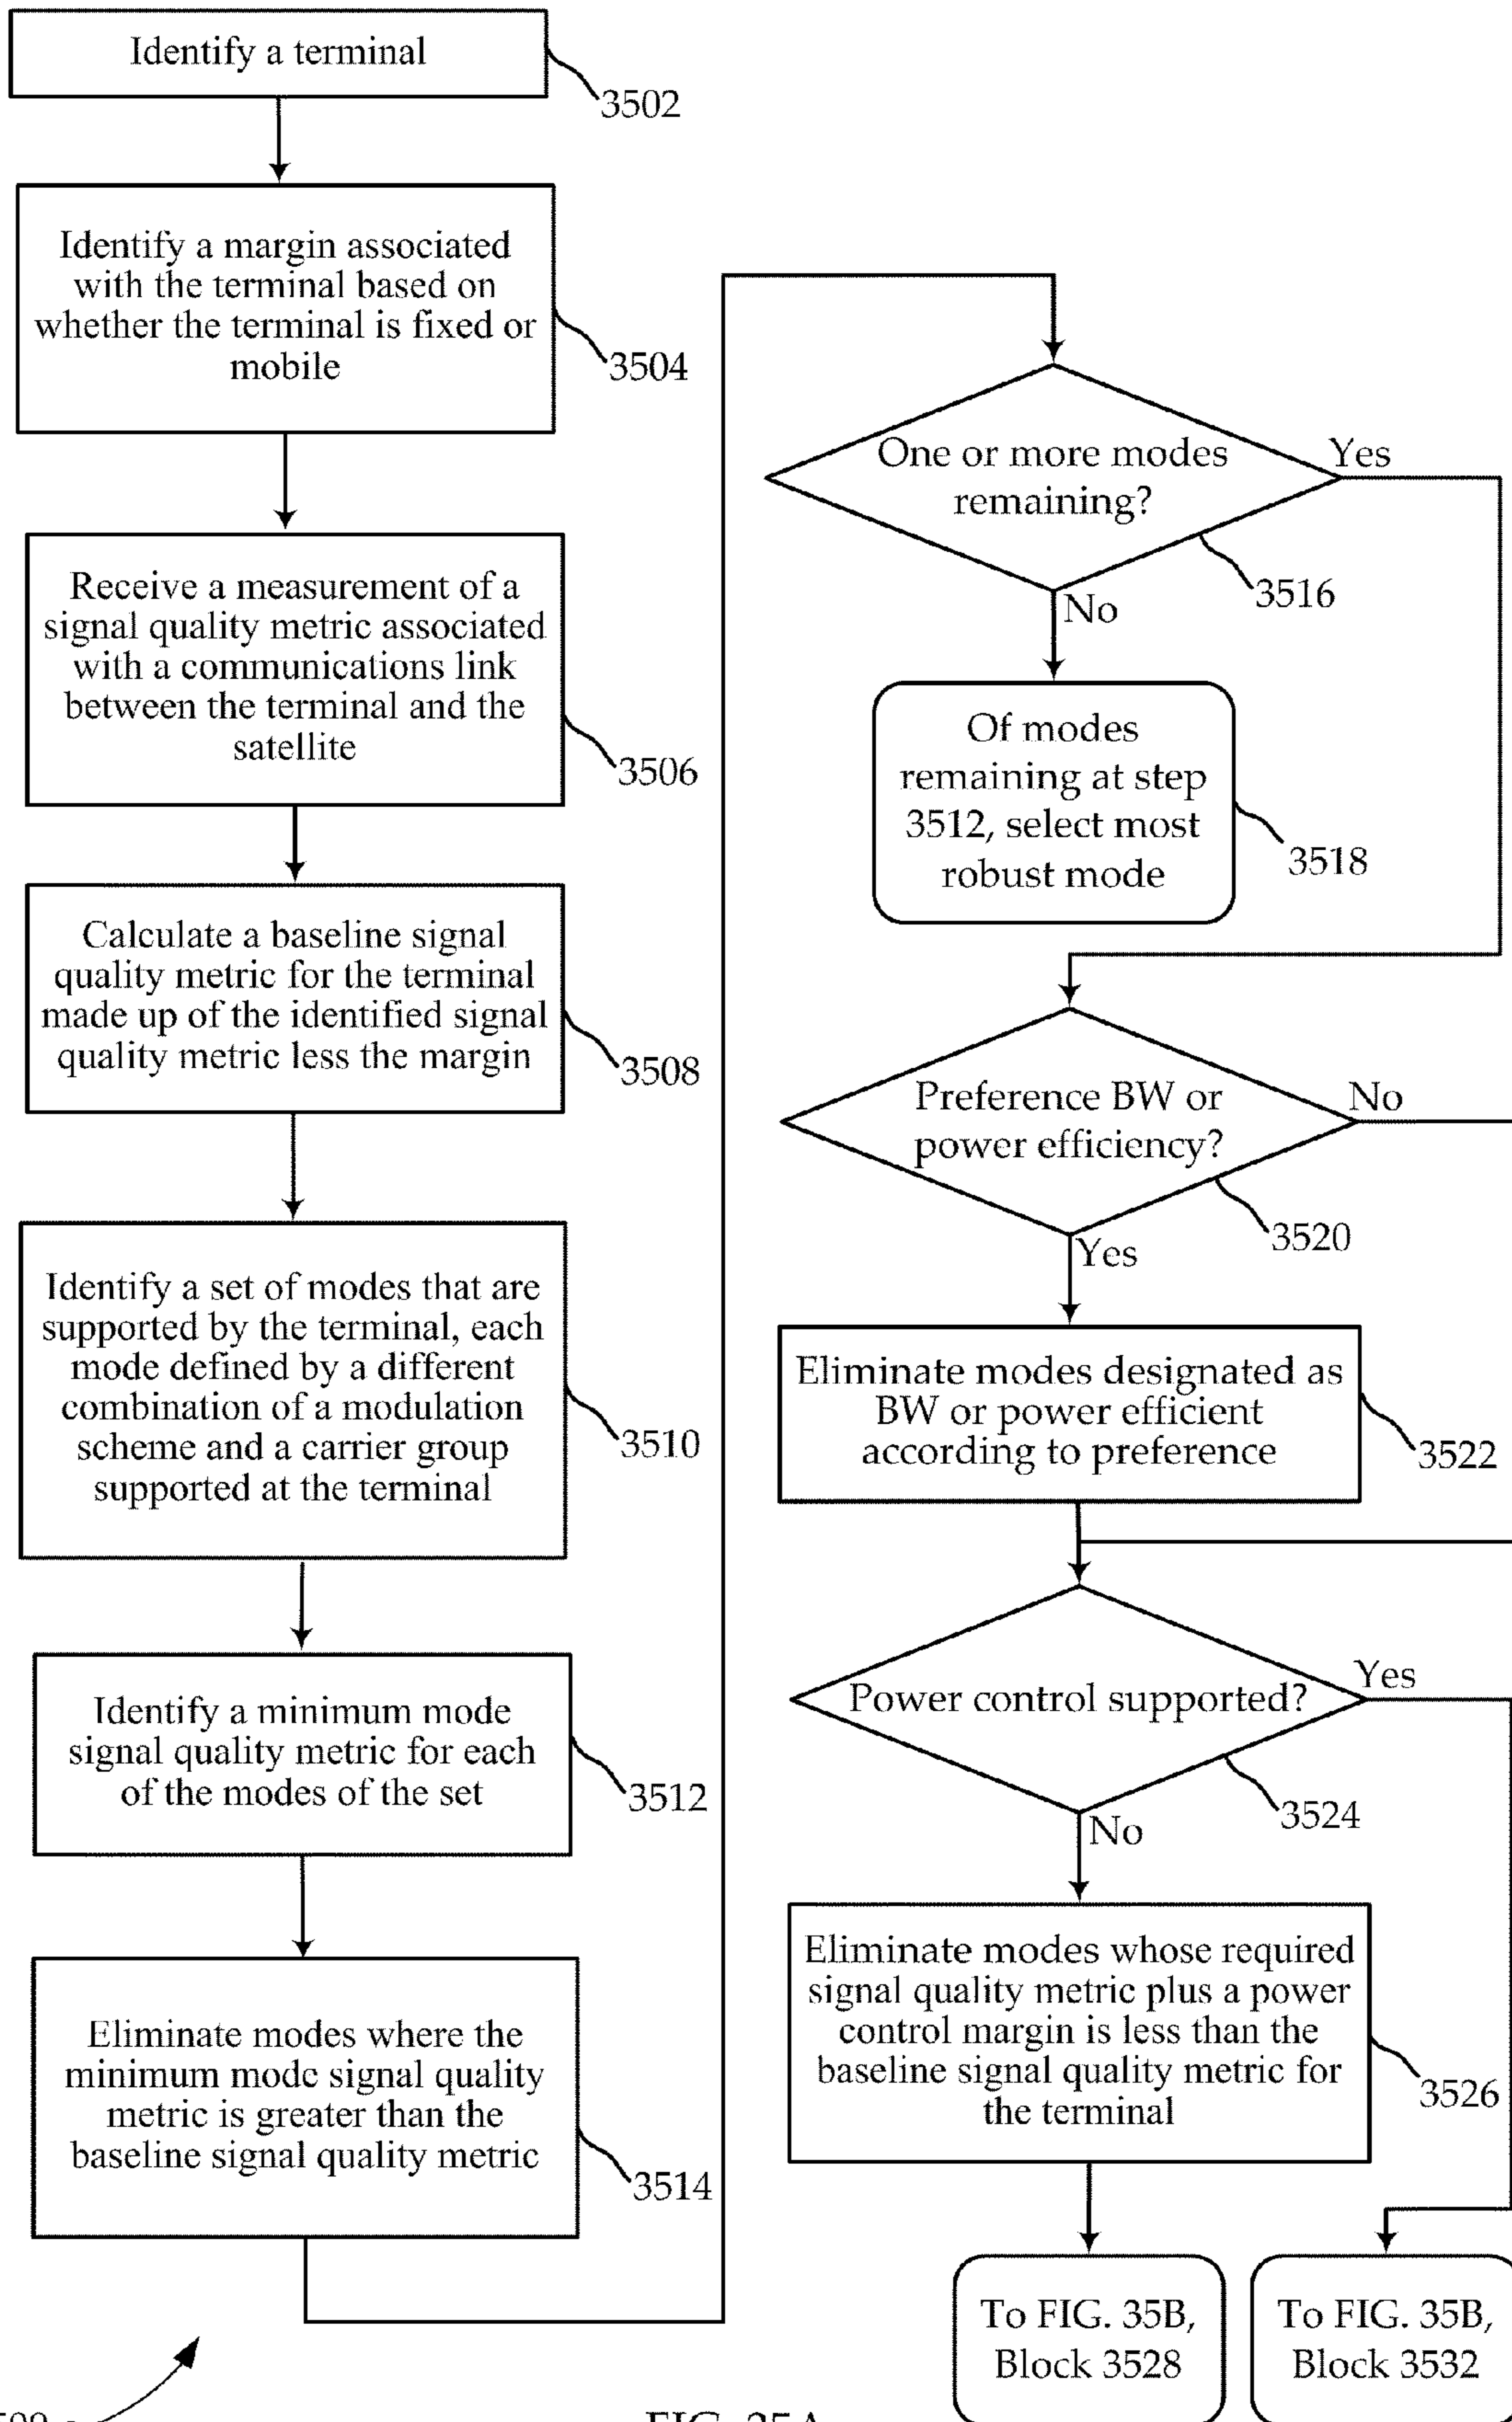 Identify a terminal
3502
Identify a margin associated
with the terminal based on
whether the terminal is fixed or
mobile
3504
Receive a measurement of a
signal quality metric associated
with a communications link
between the terminal and the
satellite
3506
Calculate a baseline signal
quality metric for the terminal
made up of the identified signal
quality metric less the margin
3508
Identify a set of modes that are
supported by the terminal, each
mode defined by a different
combination of a modulation
scheme and a carrier group
supported at the terminal
3510
Identify a minimum mode
signal quality metric for each
of the modes of the set
3512
Eliminate modes where the
minimum mode signal quality
metric is greater than the
baseline signal quality metric
3514
One or more modes
remaining?
Yes
3516
No
Of modes
remaining at step
3512, select most
robust mode
3518
Preference BW or
power efficiency?
No
3520
Yes
Eliminate modes designated as
BW or power efficient
according to preference
3522
Power control supported?
Yes
3524
No
Eliminate modes whose required
signal quality metric plus a power
control margin is less than the
baseline signal quality metric for
the terminal
3526
To FIG. 35B,
Block 3528
To FIG. 35B,
Block 3532
FIG. 35A